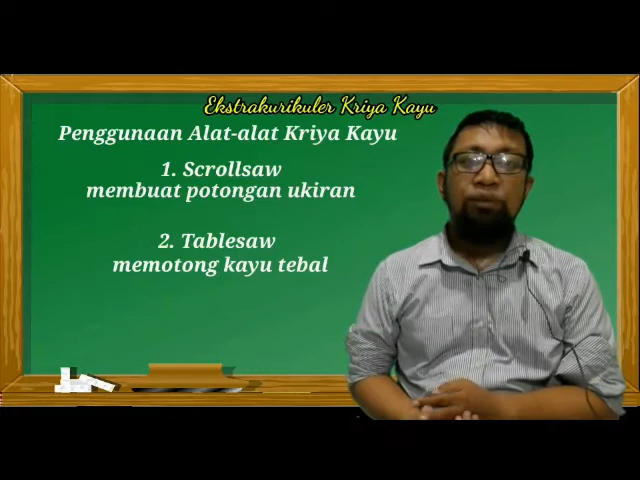 Ekstrakurikuler Kriya Kayu
Penggunaan Alat-alat Kriya Kayu
1. Scrollsaw
membuat potongan ukiran
2. Tablesaw
memotong kayu tebal